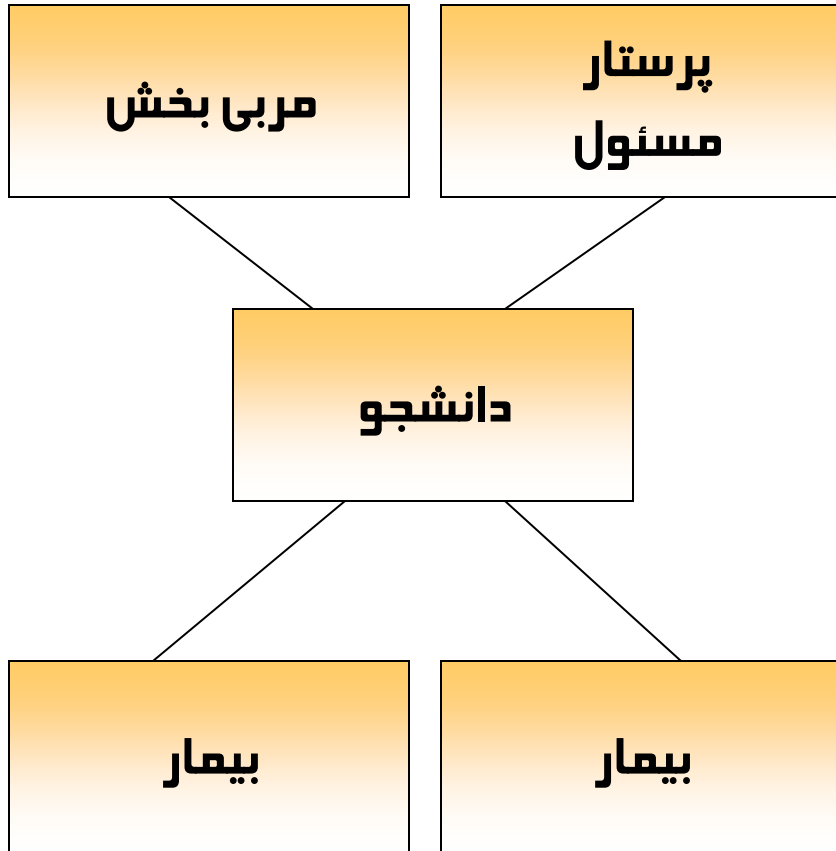 پرستار
مسئول
مربی بخش
دانشجو
بیمار
بیمار